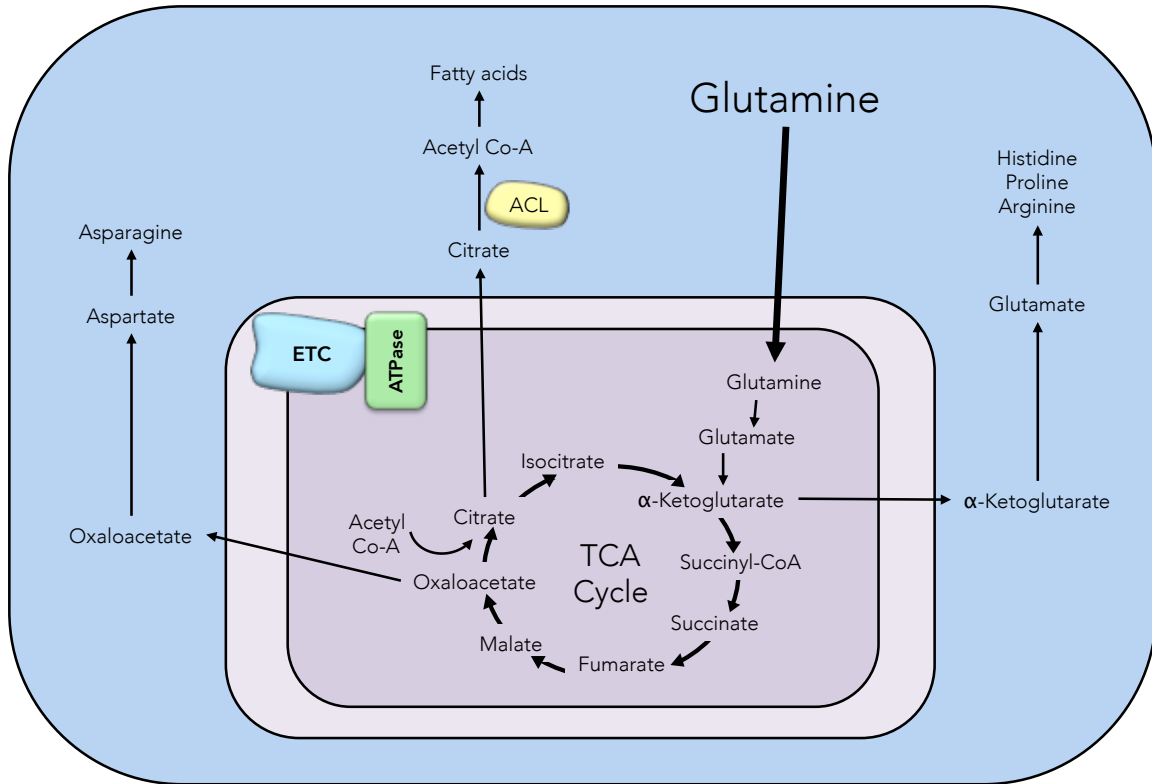 Fatty acids
Glutamine
Acetyl Co-A
Histidine
Proline
Arginine
ACL
Asparagine
Citrate
Aspartate
Glutamate
ETC
ATPase
Glutamine
Glutamate
Isocitrate
α-Ketoglutarate
α-Ketoglutarate
Citrate
Acetyl
Co-A
Oxaloacetate
TCA
Cycle
Succinyl-CoA
Oxaloacetate
Succinate
Malate
Fumarate